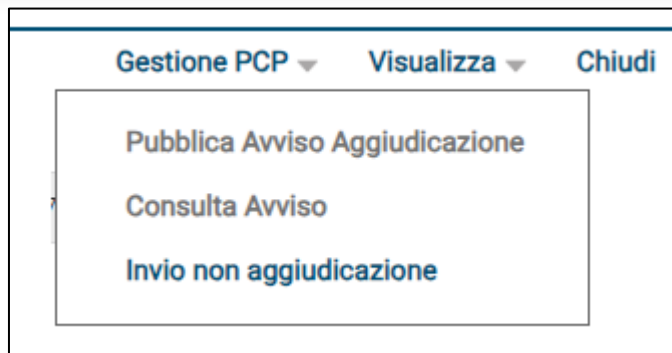 Gestione PCP Visualizza Chiudi
Pubblica Avviso Aggiudicazione
Consulta Avviso
Invio non aggiudicazione